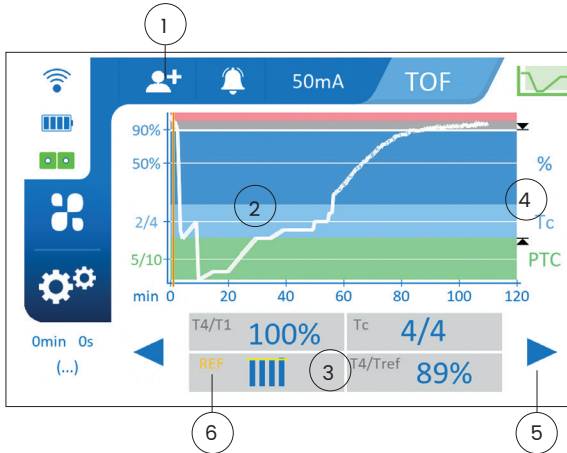 1
50mA
TOF
90%
50%
2/4
5/10
%
Tc
PTC
2
4
min 0 20 40 60 80 100 120
0min 0s
(...)
T4/T1 100%
Tc 4/4
REF
3
T4/Tref 89%
6
5